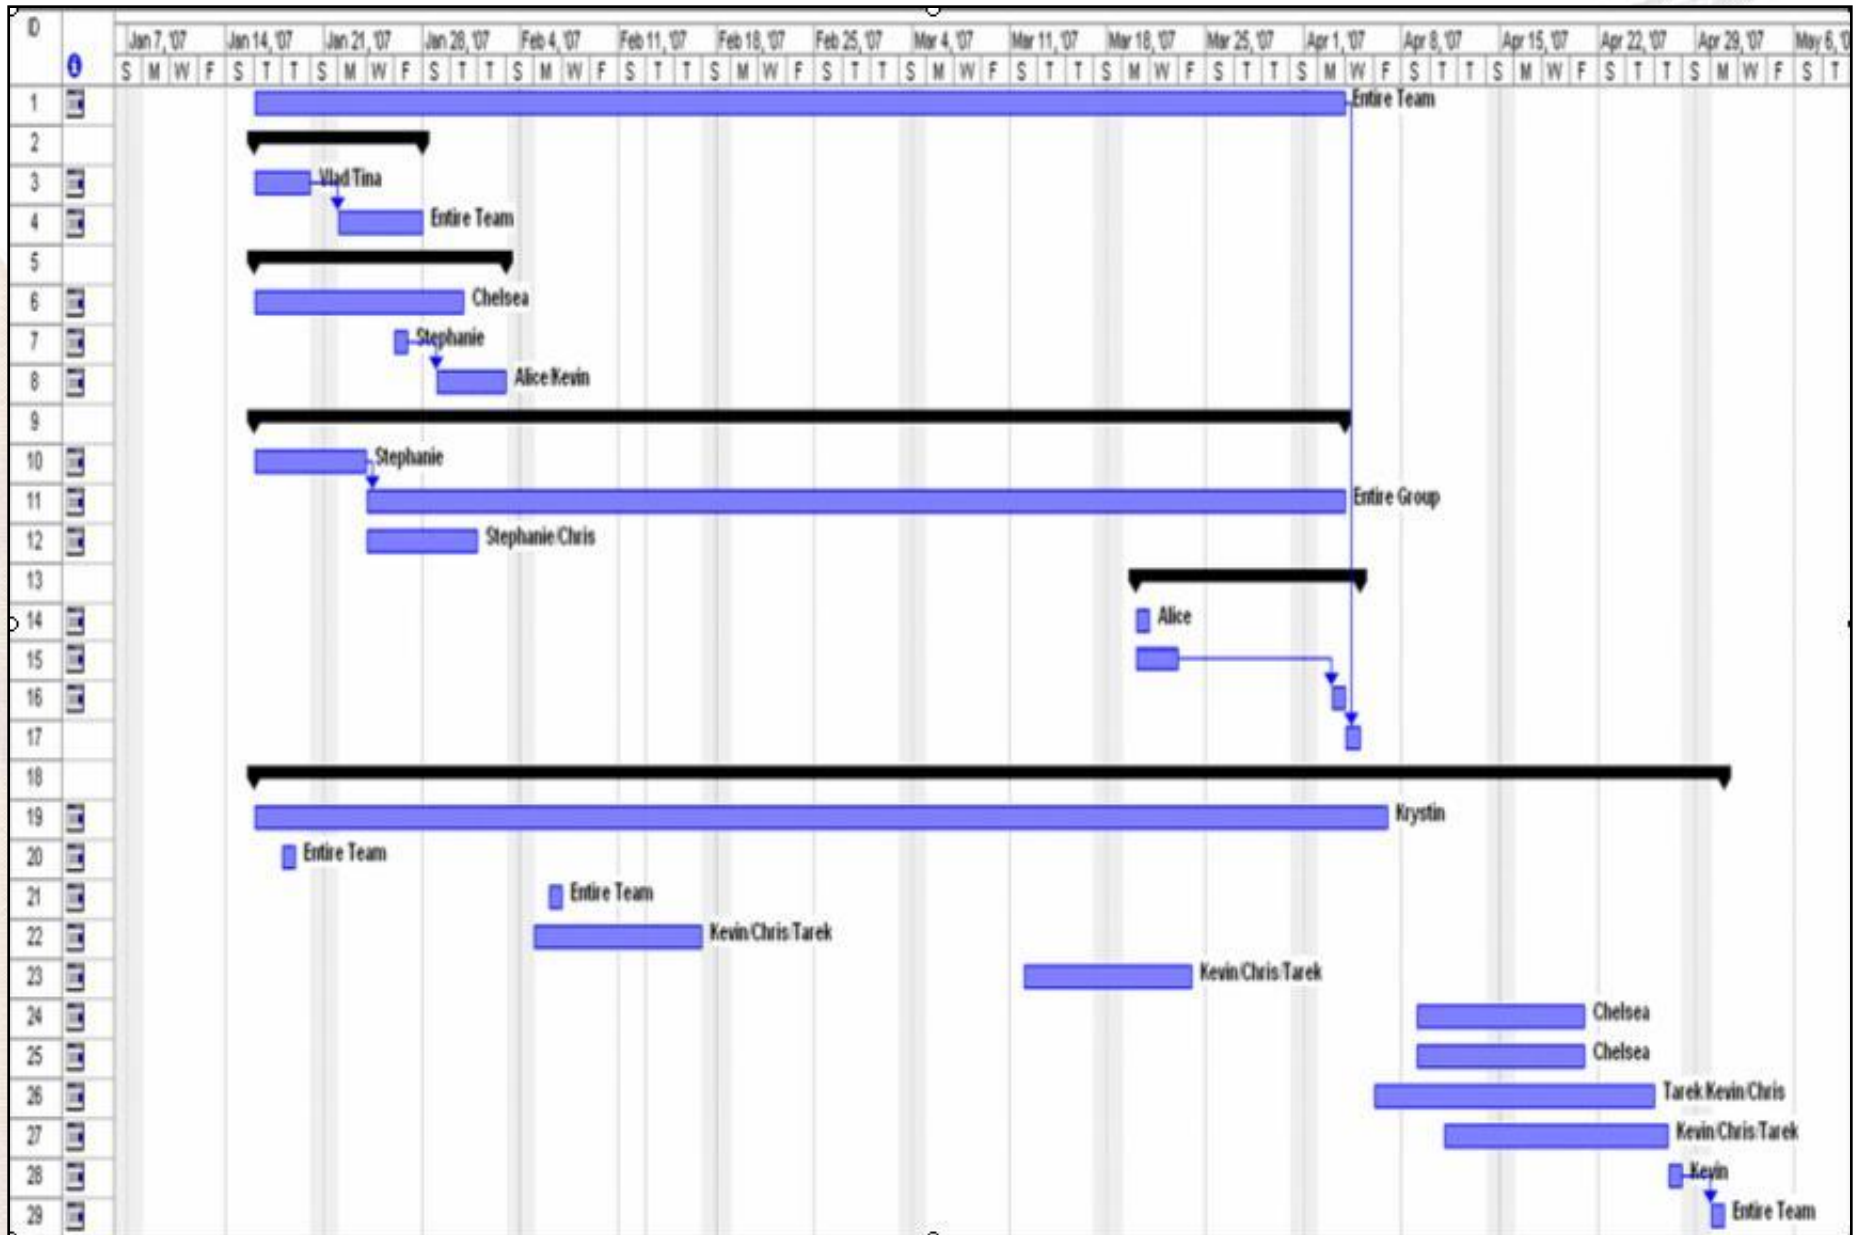 ID
Jan 7, '07 Jan 14, '07 Jan 21, '07 Jan 28, '07 Feb 4, '07 Feb 11, '07 Feb 18, '07 Feb 25, '07 Mar 4, '07 Mar 11, '07 Mar 18, '07 Mar 25, '07 Apr 1, '07 Apr 8, '07 Apr 15, '07 Apr 22, '07 Apr 29, '07 May 6, '0
S M W F S T T S M W F S T T S M W F S T T S M W F S T T S M W F S T T S M W F S T T S M W F S T T S M W F S T T S M W F S T
1 Entire Team
2
3 Vlad/Tina
4 Entire Team
5
6 Chelsea
7 Stephanie
8 Alice/Kevin
9
10 Stephanie
11 Entire Group
12 Stephanie/Chris
13
14 Alice
15
16
17
18
19 Krystin
20 Entire Team
21 Entire Team
22 Kevin/Chris/Tarek
23 Kevin/Chris/Tarek
24 Chelsea
25 Chelsea
26 Tarek/Kevin/Chris
27 Kevin/Chris/Tarek
28 Kevin
29 Entire Team